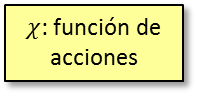 𝜒: función de
acciones